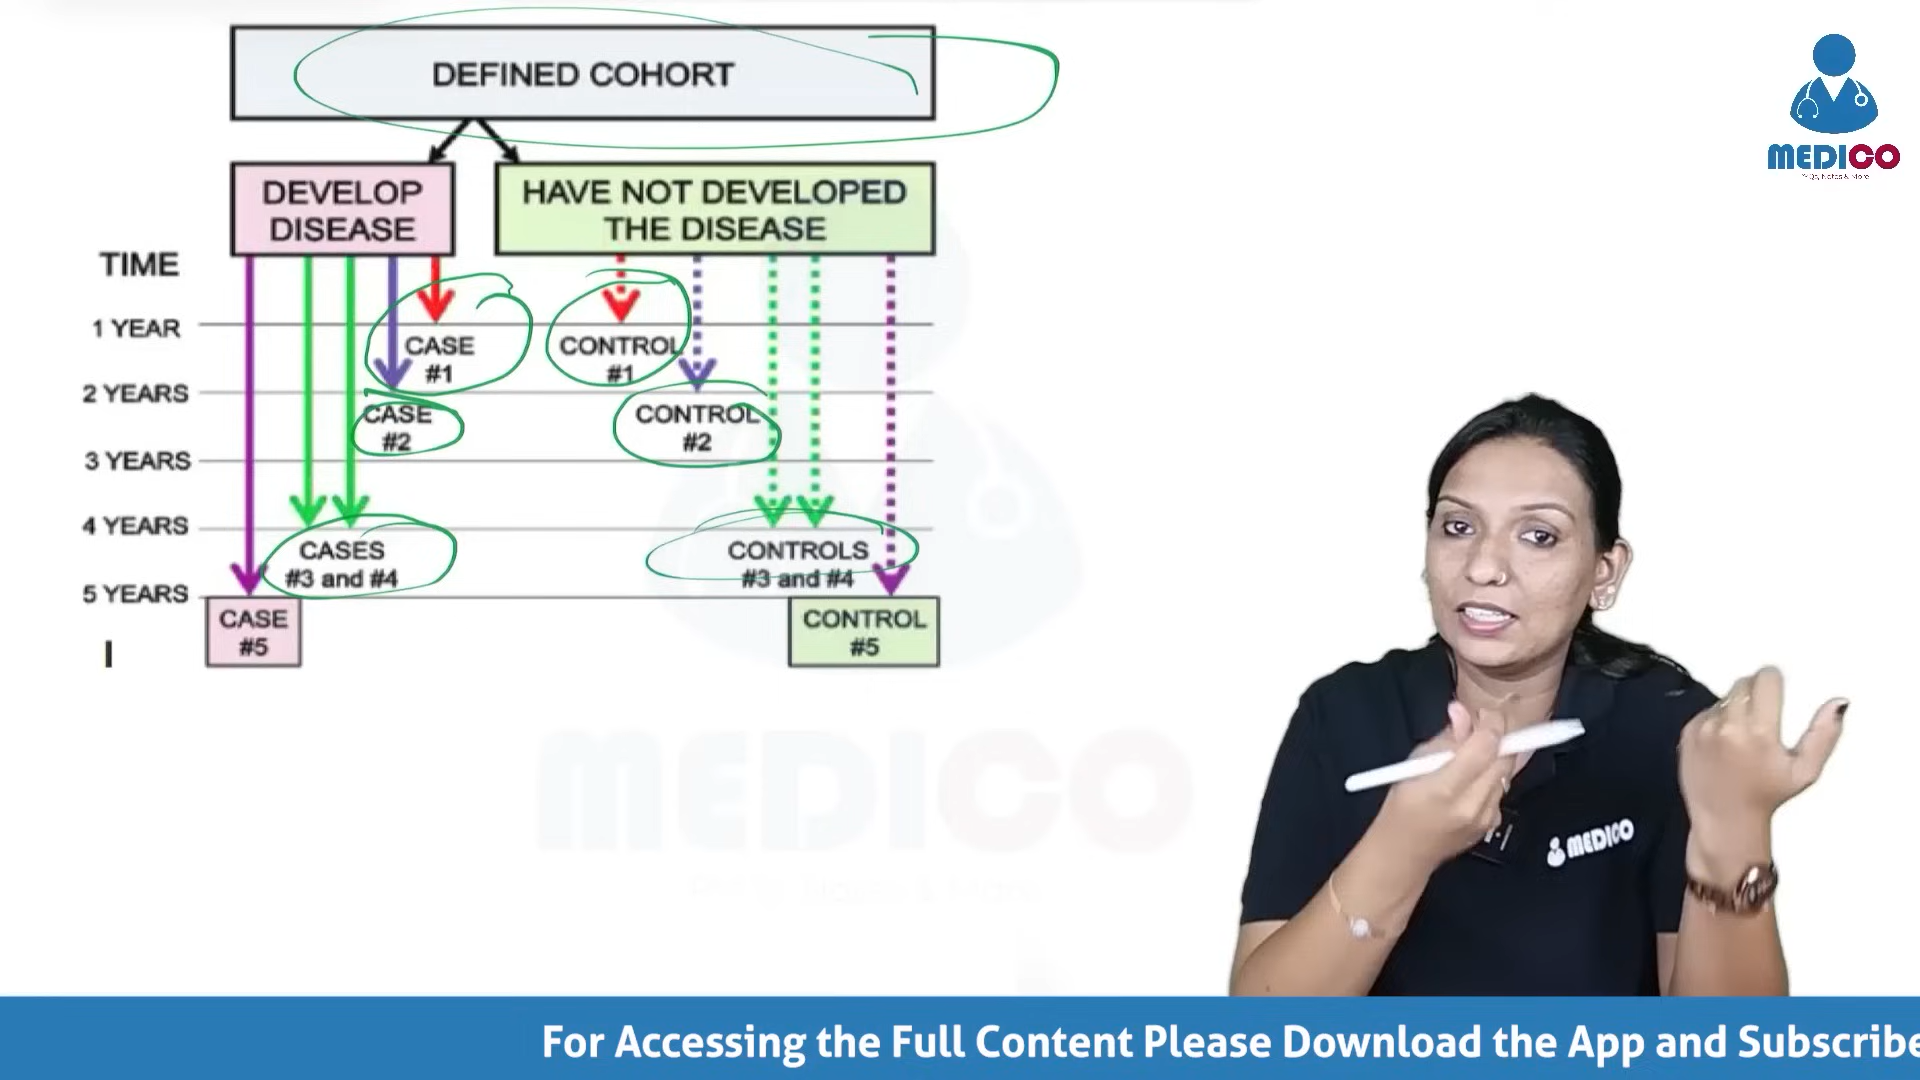 DEFINED COHORT
MEDICO
DEVELOP
DISEASE
HAVE NOT DEVELOPED
THE DISEASE
TIME
1 YEAR
CASE
#1
CONTROL
#1
2 YEARS
CASE
#2
CONTROL
#2
3 YEARS
4 YEARS
CASES
#3 and #4
CONTROLS
#3 and #4
5 YEARS
CASE
#5
CONTROL
#5
MEDICO
MEDICO
For Accessing the Full Content Please Download the App and Subscribe